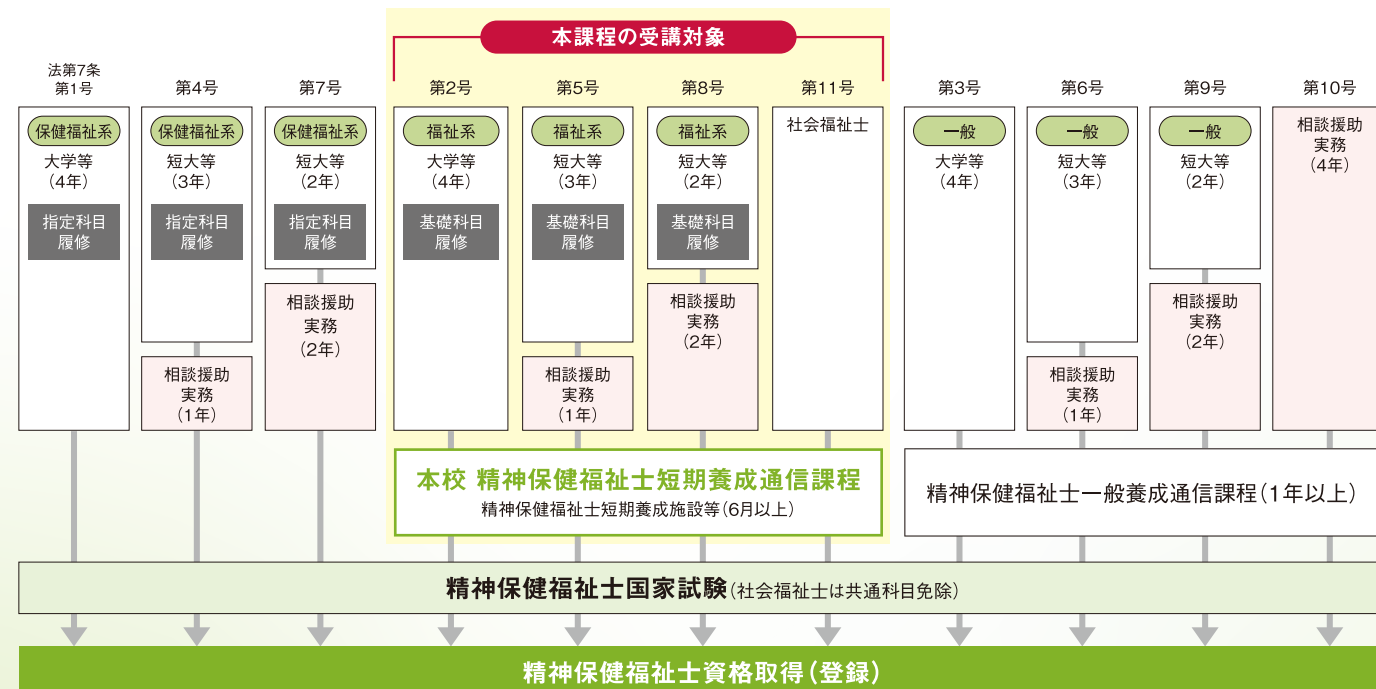 本課程の受講対象
法第7条
第1号
第4号
第7号
第2号
第5号
第8号
第11号
第3号
第6号
第9号
第10号
保健福祉系
大学等
(4年)
指定科目
履修
保健福祉系
短大等
(3年)
指定科目
履修
相談援助
実務
(1年)
保健福祉系
短大等
(2年)
指定科目
履修
相談援助
実務
(2年)
福祉系
大学等
(4年)
基礎科目
履修
福祉系
短大等
(3年)
基礎科目
履修
相談援助
実務
(1年)
福祉系
短大等
(2年)
基礎科目
履修
相談援助
実務
(2年)
社会福祉士
一般
大学等
(4年)
一般
短大等
(3年)
相談援助
実務
(1年)
一般
短大等
(2年)
相談援助
実務
(2年)
相談援助
実務
(4年)
本校 精神保健福祉士短期養成通信課程
精神保健福祉士短期養成施設等(6月以上)
精神保健福祉士一般養成通信課程(1年以上)
精神保健福祉士国家試験(社会福祉士は共通科目免除)
精神保健福祉士資格取得(登録)